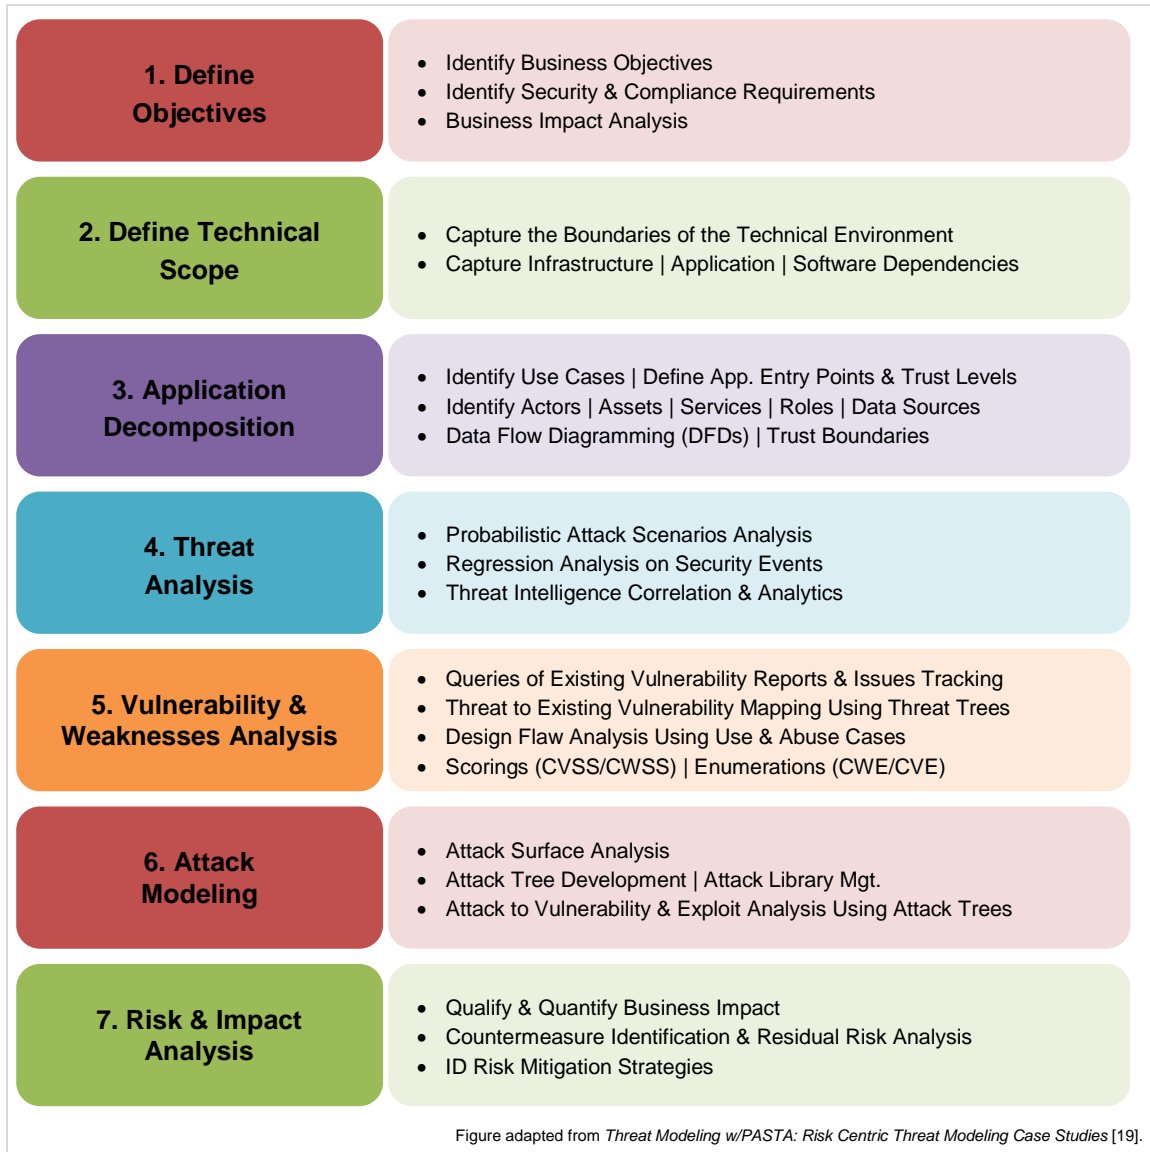 1. Define
Objectives
• Identify Business Objectives
• Identify Security & Compliance Requirements
• Business Impact Analysis
2. Define Technical
Scope
• Capture the Boundaries of the Technical Environment
• Capture Infrastructure | Application | Software Dependencies
3. Application
Decomposition
• Identify Use Cases | Define App. Entry Points & Trust Levels
• Identify Actors | Assets | Services | Roles | Data Sources
• Data Flow Diagramming (DFDs) | Trust Boundaries
4. Threat
Analysis
• Probabilistic Attack Scenarios Analysis
• Regression Analysis on Security Events
• Threat Intelligence Correlation & Analytics
5. Vulnerability &
Weaknesses Analysis
• Queries of Existing Vulnerability Reports & Issues Tracking
• Threat to Existing Vulnerability Mapping Using Threat Trees
• Design Flaw Analysis Using Use & Abuse Cases
• Scorings (CVSS/CWSS) | Enumerations (CWE/CVE)
6. Attack
Modeling
• Attack Surface Analysis
• Attack Tree Development | Attack Library Mgt.
• Attack to Vulnerability & Exploit Analysis Using Attack Trees
7. Risk & Impact
Analysis
• Qualify & Quantify Business Impact
• Countermeasure Identification & Residual Risk Analysis
• ID Risk Mitigation Strategies
Figure adapted from Threat Modeling w/PASTA: Risk Centric Threat Modeling Case Studies [19].